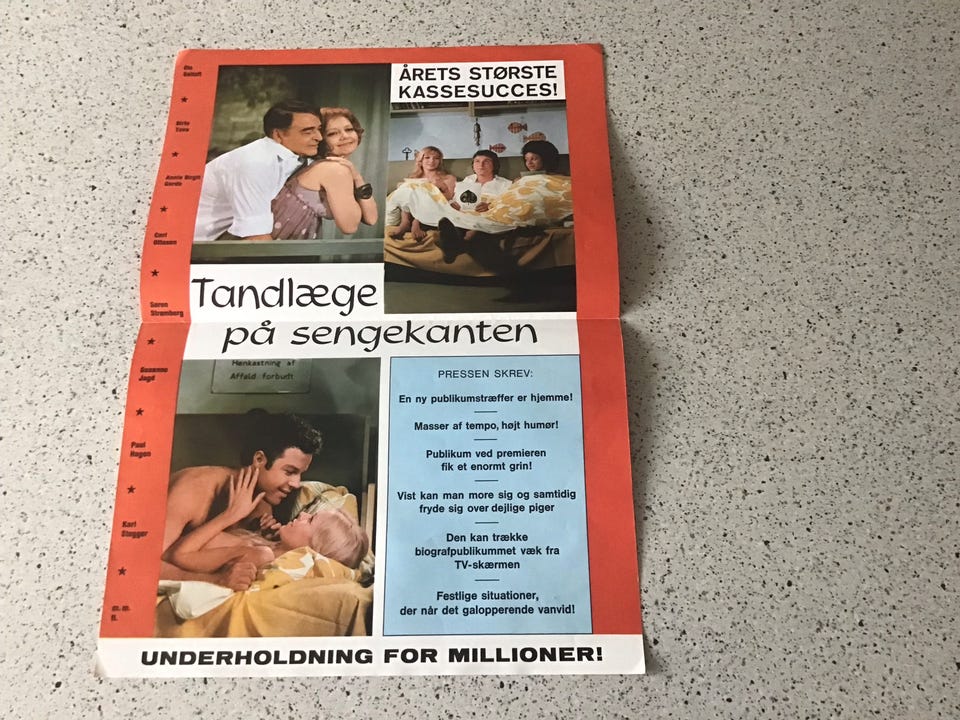 Ole
Søltoft
Birte
Tove
Annie Birgit
Garde
Carl
Ottosen
Søren
Strømberg
Susanne
Jagd
Paul
Hagen
Karl
Stegger
m. m.
fl.
ÅRETS STØRSTE
KASSESUCCES!
Tandlæge
på sengekanten
Henkastning af
Affald forbudt
PRESSEN SKREV:
En ny publikumstræffer er hjemme!
Masser af tempo, højt humør!
Publikum ved premieren
fik et enormt grin!
Vist kan man more sig og samtidig
fryde sig over dejlige piger
Den kan trække
biografpublikummet væk fra
TV-skærmen
Festlige situationer,
der når det galopperende vanvid!
UNDERHOLDNING FOR MILLIONER!